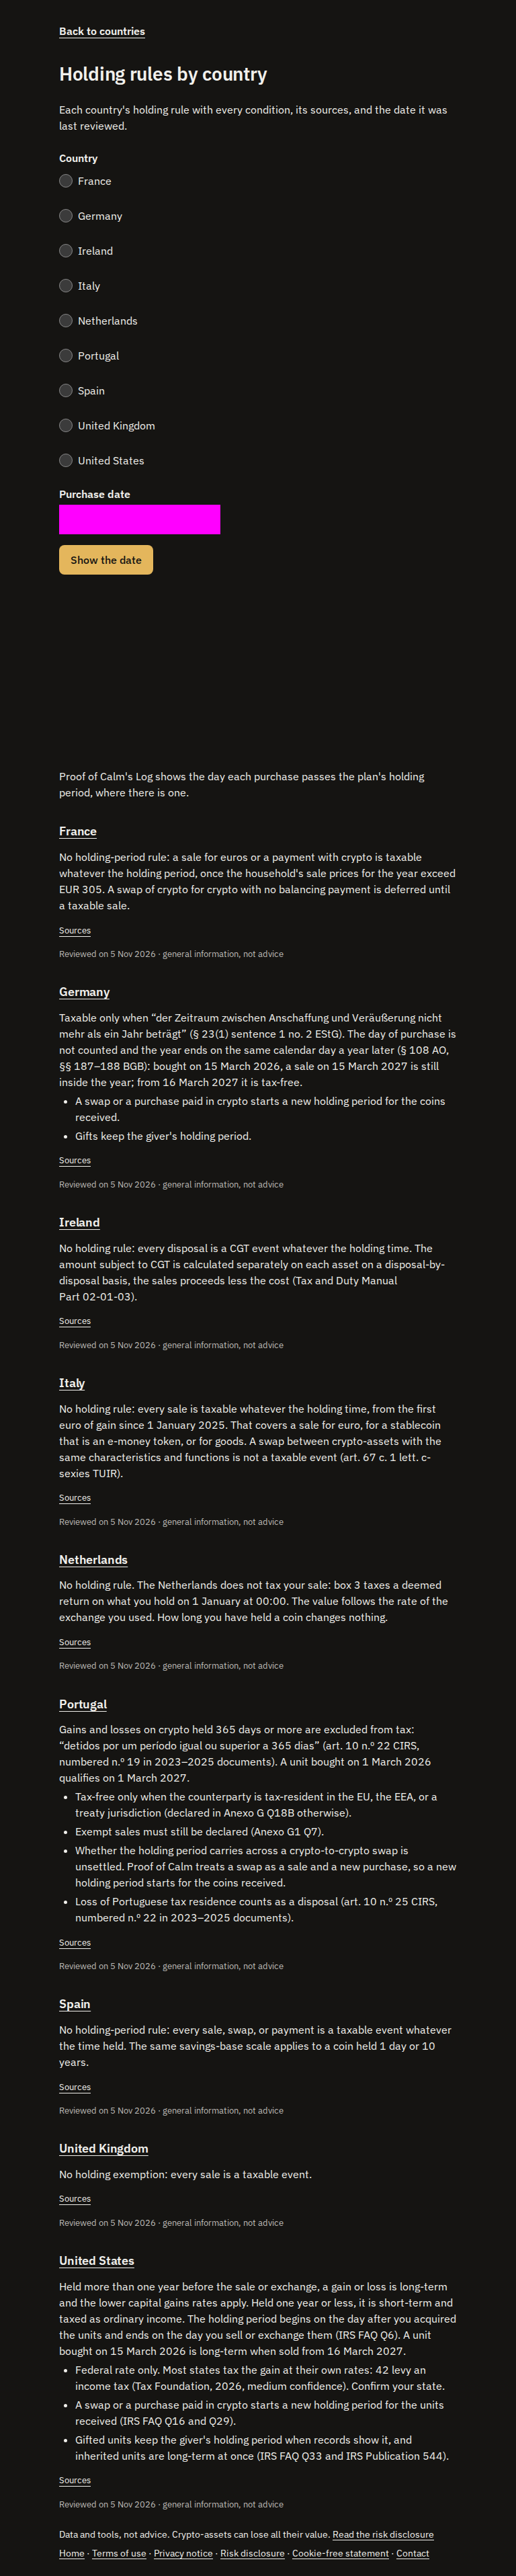 Back to countries
Holding rules by country
Each country's holding rule with every condition, its sources, and the date it was
last reviewed.
Country
France
Germany
Ireland
Italy
Netherlands
Portugal
Spain
United Kingdom
United States
Purchase date
Show the date
Proof of Calm's Log shows the day each purchase passes the plan's holding
period, where there is one.
France
No holding-period rule: a sale for euros or a payment with crypto is taxable
whatever the holding period, once the household's sale prices for the year exceed
EUR 305. A swap of crypto for crypto with no balancing payment is deferred until
a taxable sale.
Sources
Reviewed on 5 Nov 2026 · general information, not advice
Germany
Taxable only when “der Zeitraum zwischen Anschaffung und Veräußerung nicht
mehr als ein Jahr beträgt” (§ 23(1) sentence 1 no. 2 EStG). The day of purchase is
not counted and the year ends on the same calendar day a year later (§ 108 AO,
§§ 187–188 BGB): bought on 15 March 2026, a sale on 15 March 2027 is still
inside the year; from 16 March 2027 it is tax-free.
• A swap or a purchase paid in crypto starts a new holding period for the coins
received.
• Gifts keep the giver's holding period.
Sources
Reviewed on 5 Nov 2026 · general information, not advice
Ireland
No holding rule: every disposal is a CGT event whatever the holding time. The
amount subject to CGT is calculated separately on each asset on a disposal-by-
disposal basis, the sales proceeds less the cost (Tax and Duty Manual
Part 02-01-03).
Sources
Reviewed on 5 Nov 2026 · general information, not advice
Italy
No holding rule: every sale is taxable whatever the holding time, from the first
euro of gain since 1 January 2025. That covers a sale for euro, for a stablecoin
that is an e-money token, or for goods. A swap between crypto-assets with the
same characteristics and functions is not a taxable event (art. 67 c. 1 lett. c-
sexies TUIR).
Sources
Reviewed on 5 Nov 2026 · general information, not advice
Netherlands
No holding rule. The Netherlands does not tax your sale: box 3 taxes a deemed
return on what you hold on 1 January at 00:00. The value follows the rate of the
exchange you used. How long you have held a coin changes nothing.
Sources
Reviewed on 5 Nov 2026 · general information, not advice
Portugal
Gains and losses on crypto held 365 days or more are excluded from tax:
“detidos por um período igual ou superior a 365 dias” (art. 10 n.º 22 CIRS,
numbered n.º 19 in 2023–2025 documents). A unit bought on 1 March 2026
qualifies on 1 March 2027.
• Tax-free only when the counterparty is tax-resident in the EU, the EEA, or a
treaty jurisdiction (declared in Anexo G Q18B otherwise).
• Exempt sales must still be declared (Anexo G1 Q7).
• Whether the holding period carries across a crypto-to-crypto swap is
unsettled. Proof of Calm treats a swap as a sale and a new purchase, so a new
holding period starts for the coins received.
• Loss of Portuguese tax residence counts as a disposal (art. 10 n.º 25 CIRS,
numbered n.º 22 in 2023–2025 documents).
Sources
Reviewed on 5 Nov 2026 · general information, not advice
Spain
No holding-period rule: every sale, swap, or payment is a taxable event whatever
the time held. The same savings-base scale applies to a coin held 1 day or 10
years.
Sources
Reviewed on 5 Nov 2026 · general information, not advice
United Kingdom
No holding exemption: every sale is a taxable event.
Sources
Reviewed on 5 Nov 2026 · general information, not advice
United States
Held more than one year before the sale or exchange, a gain or loss is long-term
and the lower capital gains rates apply. Held one year or less, it is short-term and
taxed as ordinary income. The holding period begins on the day after you acquired
the units and ends on the day you sell or exchange them (IRS FAQ Q6). A unit
bought on 15 March 2026 is long-term when sold from 16 March 2027.
• Federal rate only. Most states tax the gain at their own rates: 42 levy an
income tax (Tax Foundation, 2026, medium confidence). Confirm your state.
• A swap or a purchase paid in crypto starts a new holding period for the units
received (IRS FAQ Q16 and Q29).
• Gifted units keep the giver's holding period when records show it, and
inherited units are long-term at once (IRS FAQ Q33 and IRS Publication 544).
Sources
Reviewed on 5 Nov 2026 · general information, not advice
Data and tools, not advice. Crypto-assets can lose all their value. Read the risk disclosure
Home · Terms of use · Privacy notice · Risk disclosure · Cookie-free statement · Contact